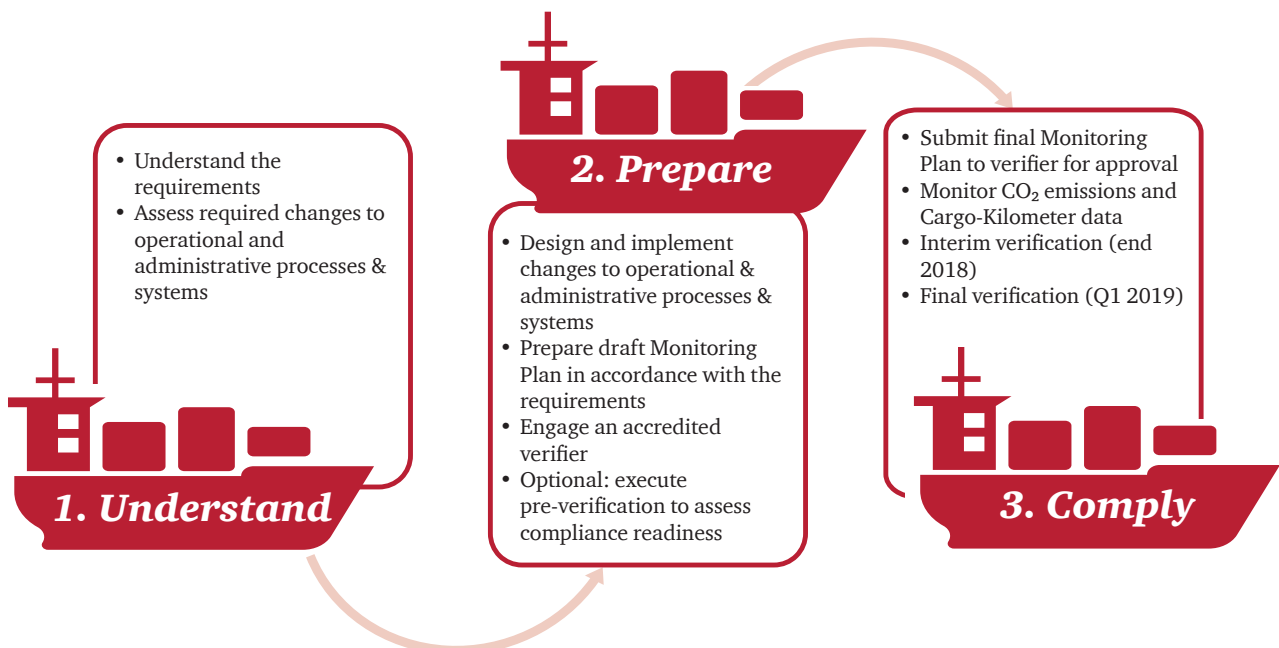 • Understand the
requirements
• Assess required changes to
operational and
administrative processes &
systems
1. Understand
2. Prepare
• Design and implement
changes to operational &
administrative processes &
systems
• Prepare draft Monitoring
Plan in accordance with the
requirements
• Engage an accredited
verifier
• Optional: execute
pre-verification to assess
compliance readiness
• Submit final Monitoring
Plan to verifier for approval
• Monitor CO₂ emissions and
Cargo-Kilometer data
• Interim verification (end
2018)
• Final verification (Q1 2019)
3. Comply